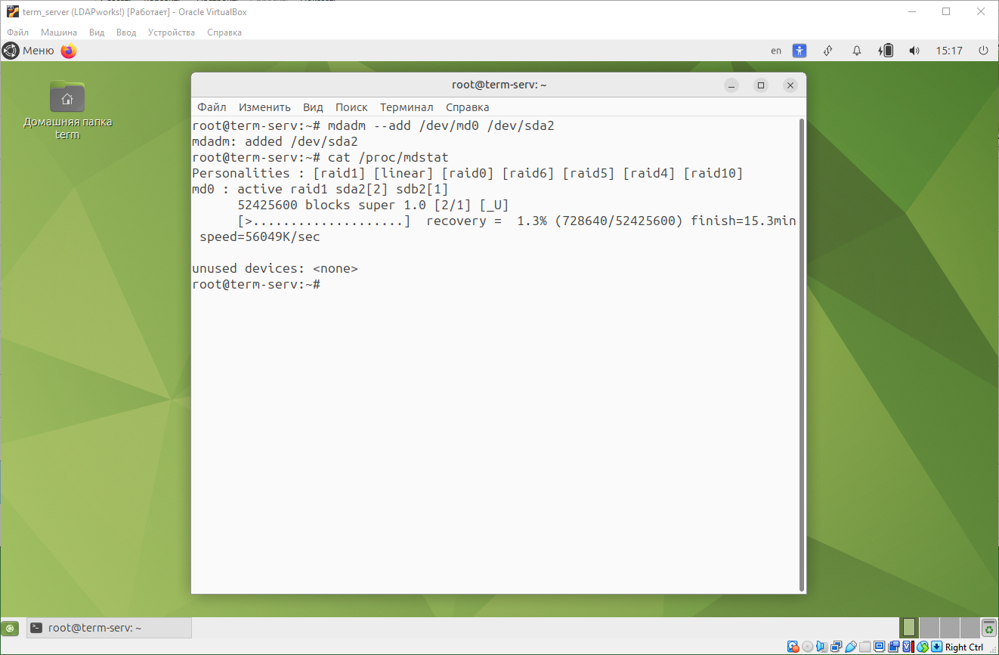 term_server (LDAPworks!) [Работает] - Oracle VirtualBox
Файл Машина Вид Ввод Устройства Справка
Меню en 15:17
Домашняя папка
term
root@term-serv: ~
Файл Изменить Вид Поиск Терминал Справка
root@term-serv:~# mdadm --add /dev/md0 /dev/sda2
mdadm: added /dev/sda2
root@term-serv:~# cat /proc/mdstat
Personalities : [raid1] [linear] [raid0] [raid6] [raid5] [raid4] [raid10]
md0 : active raid1 sda2[2] sdb2[1]
      52425600 blocks super 1.0 [2/1] [_U]
      [>....................]  recovery =  1.3% (728640/52425600) finish=15.3min
 speed=56049K/sec
unused devices: <none>
root@term-serv:~#
root@term-serv: ~
Right Ctrl